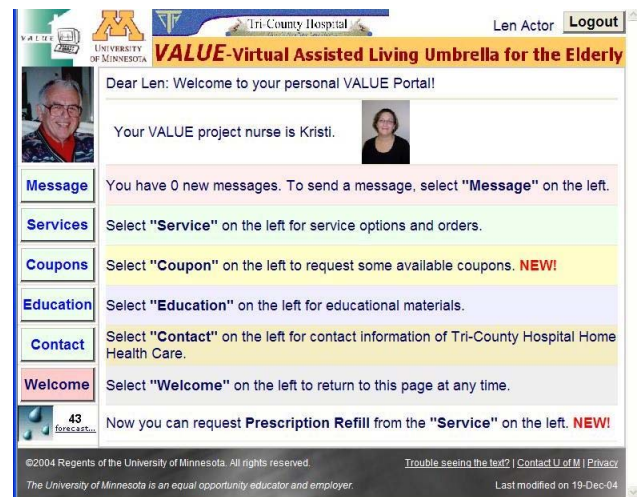 VALUE
UNIVERSITY
OF MINNESOTA
Tri-County Hospital
Len Actor
Logout
VALUE-Virtual Assisted Living Umbrella for the Elderly
Dear Len: Welcome to your personal VALUE Portal!
Your VALUE project nurse is Kristi.
Message
You have 0 new messages. To send a message, select "Message" on the left.
Services
Select "Service" on the left for service options and orders.
Coupons
Select "Coupon" on the left to request some available coupons. NEW!
Education
Select "Education" on the left for educational materials.
Contact
Select "Contact" on the left for contact information of Tri-County Hospital Home
Health Care.
Welcome
Select "Welcome" on the left to return to this page at any time.
43
forecast...
Now you can request Prescription Refill from the "Service" on the left. NEW!
©2004 Regents of the University of Minnesota. All rights reserved.
Trouble seeing the text? | Contact U of M | Privacy
The University of Minnesota is an equal opportunity educator and employer.
Last modified on 19-Dec-04